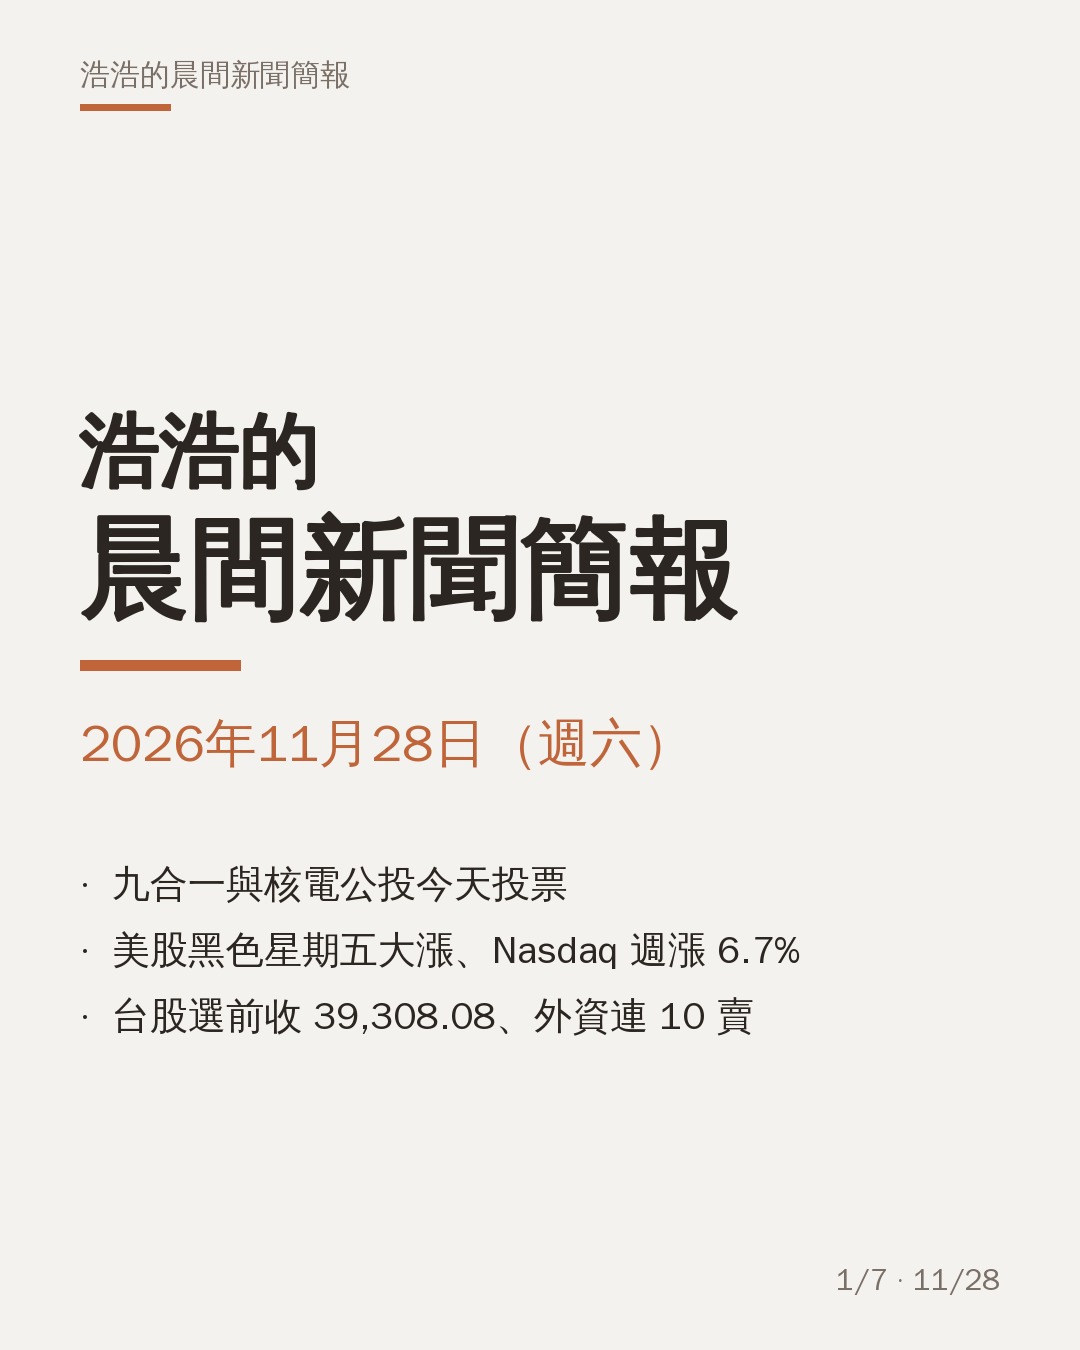 浩浩的晨間新聞簡報
浩浩的
晨間新聞簡報
2026年11月28日（週六）
· 九合一與核電公投今天投票
· 美股黑色星期五大漲、Nasdaq 週漲 6.7%
· 台股選前收 39,308.08、外資連 10 賣
1/7 · 11/28